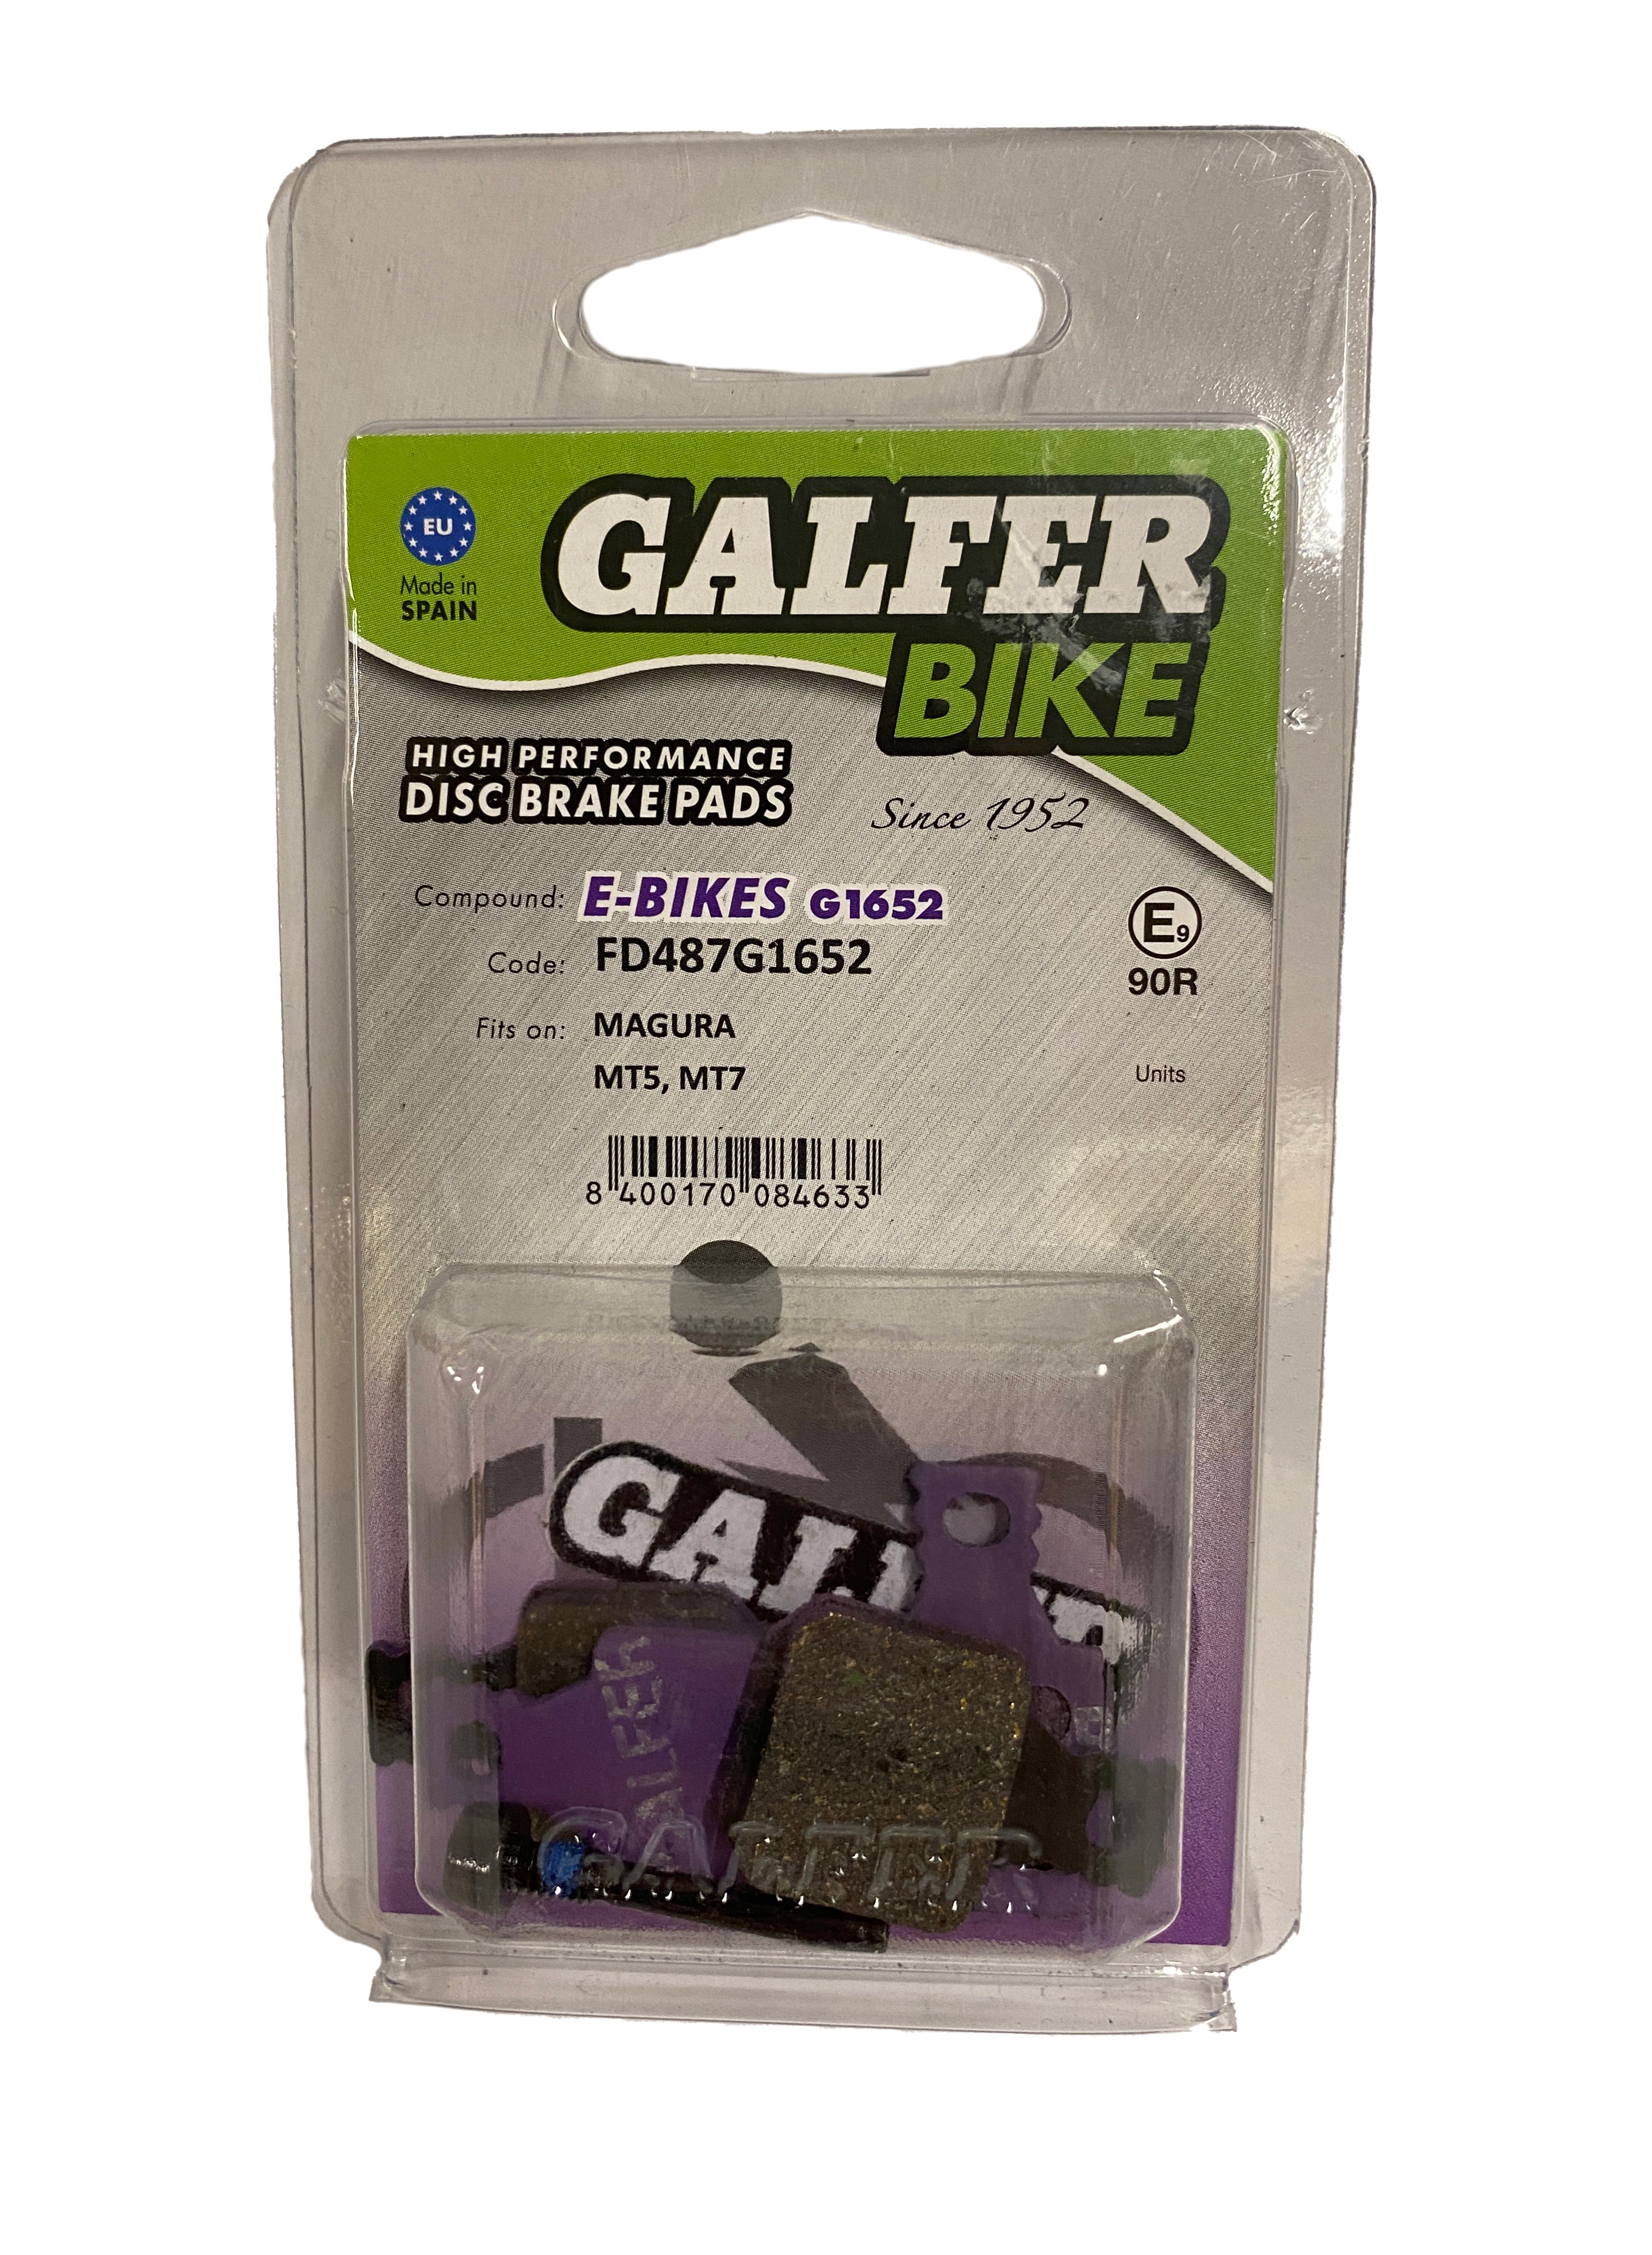 GALFER
BIKE
EU
Made in
SPAIN
HIGH PERFORMANCE
DISC BRAKE PADS
Since 1952
Compound: E-BIKES G1652
Code: FD487G1652
E9
90R
Fits on: MAGURA
MT5, MT7
Units
8 400170 084633
GALFER
GALFER